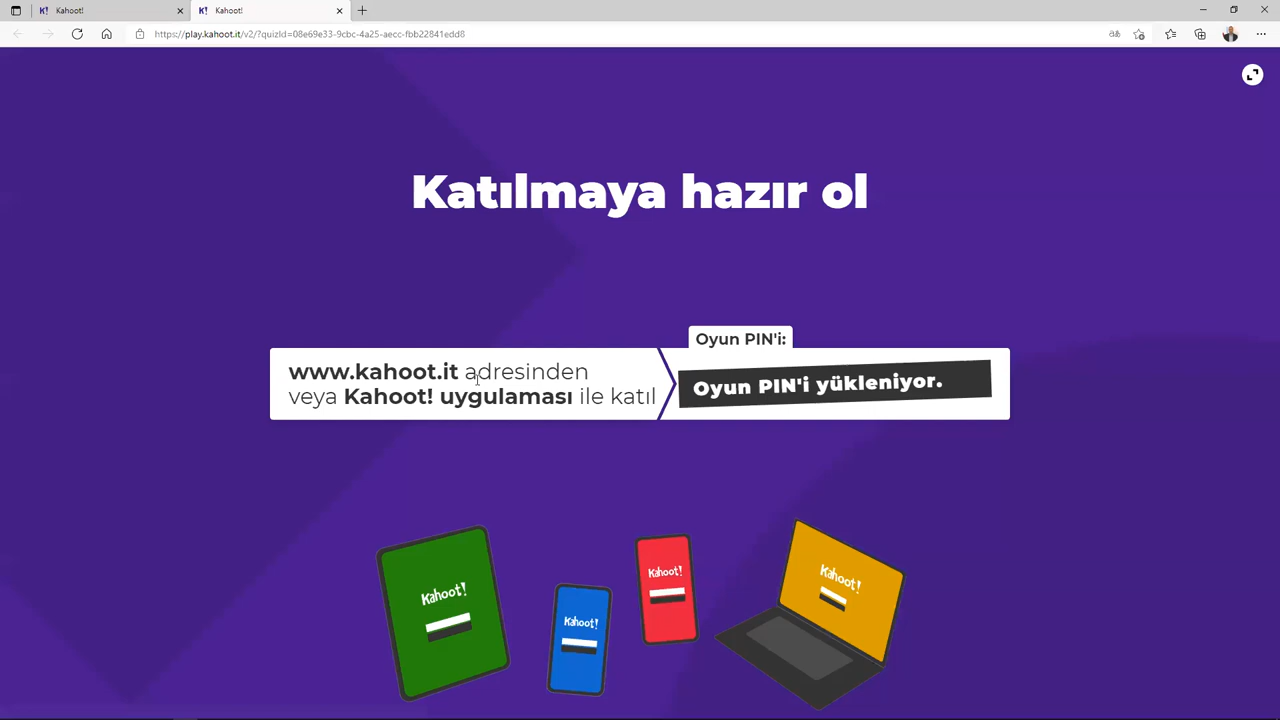 Kahoot!
Kahoot!
https://play.kahoot.it/v2/?quizId=08e69e33-9cbc-4a25-aecc-fbb22841edd8
Katılmaya hazır ol
Oyun PIN'i:
www.kahoot.it adresinden
veya Kahoot! uygulaması ile katıl
Oyun PIN'i yükleniyor.
Kahoot!
Kahoot!
Kahoot!
Kahoot!